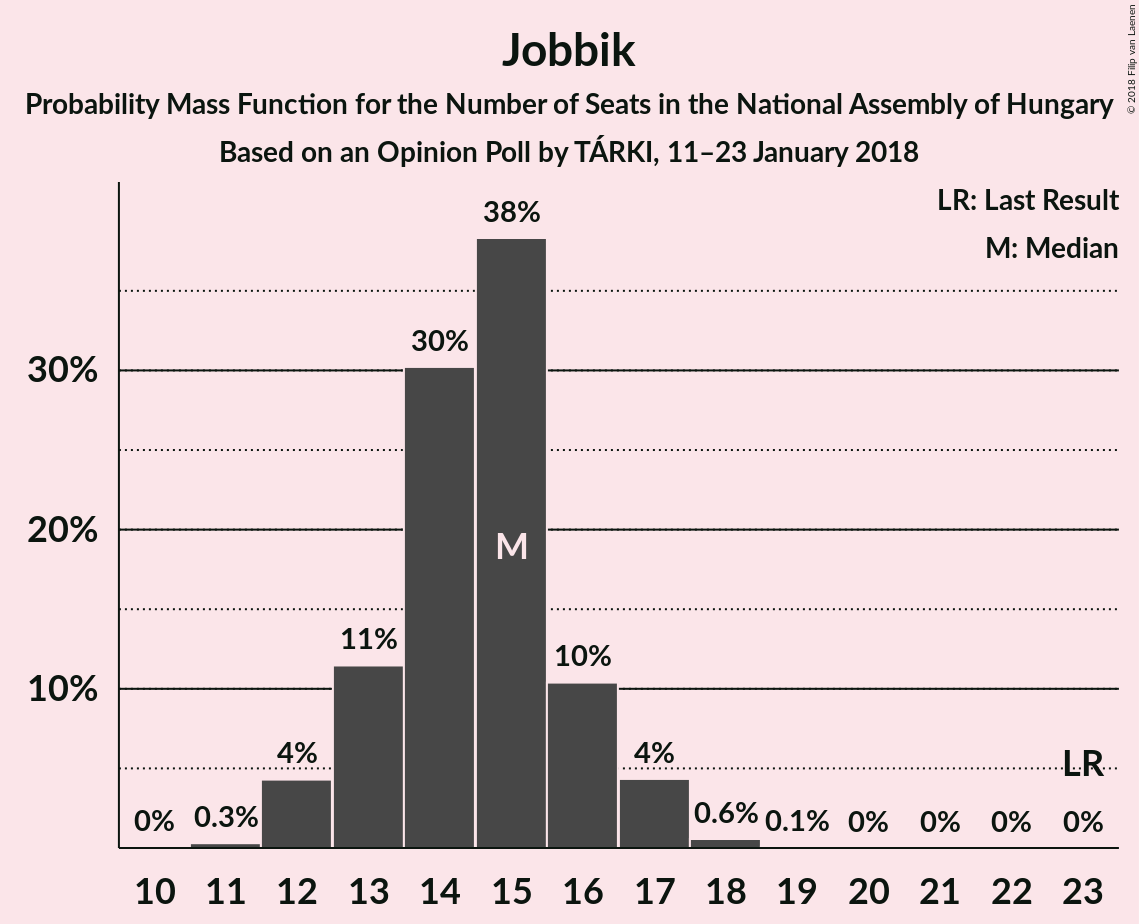 Jobbik
Probability Mass Function for the Number of Seats in the National Assembly of Hungary
Based on an Opinion Poll by TÁRKI, 11–23 January 2018
© 2018 Filip van Laenen
LR: Last Result
M: Median
38%
30%
30%
20%
M
11%
10%
10%
4%
4%
LR
0%
0.3%
0.6%
0.1%
0%
0%
0%
0%
10 11 12 13 14 15 16 17 18 19 20 21 22 23